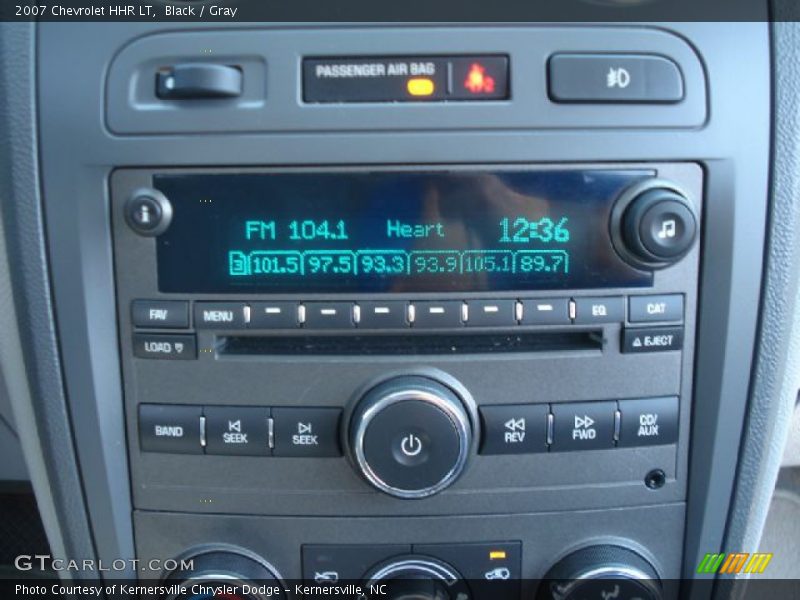 2007 Chevrolet HHR LT, Black / Gray
PASSENGER AIR BAG
FM 104.1 Heart 12:36
3 101.5 97.5 93.3 93.9 105.1 89.7
FAV MENU EQ CAT
LOAD EJECT
BAND SEEK SEEK REV FWD CD/AUX
GTCARLOT.COM
Photo Courtesy of Kernersville Chrysler Dodge - Kernersville, NC